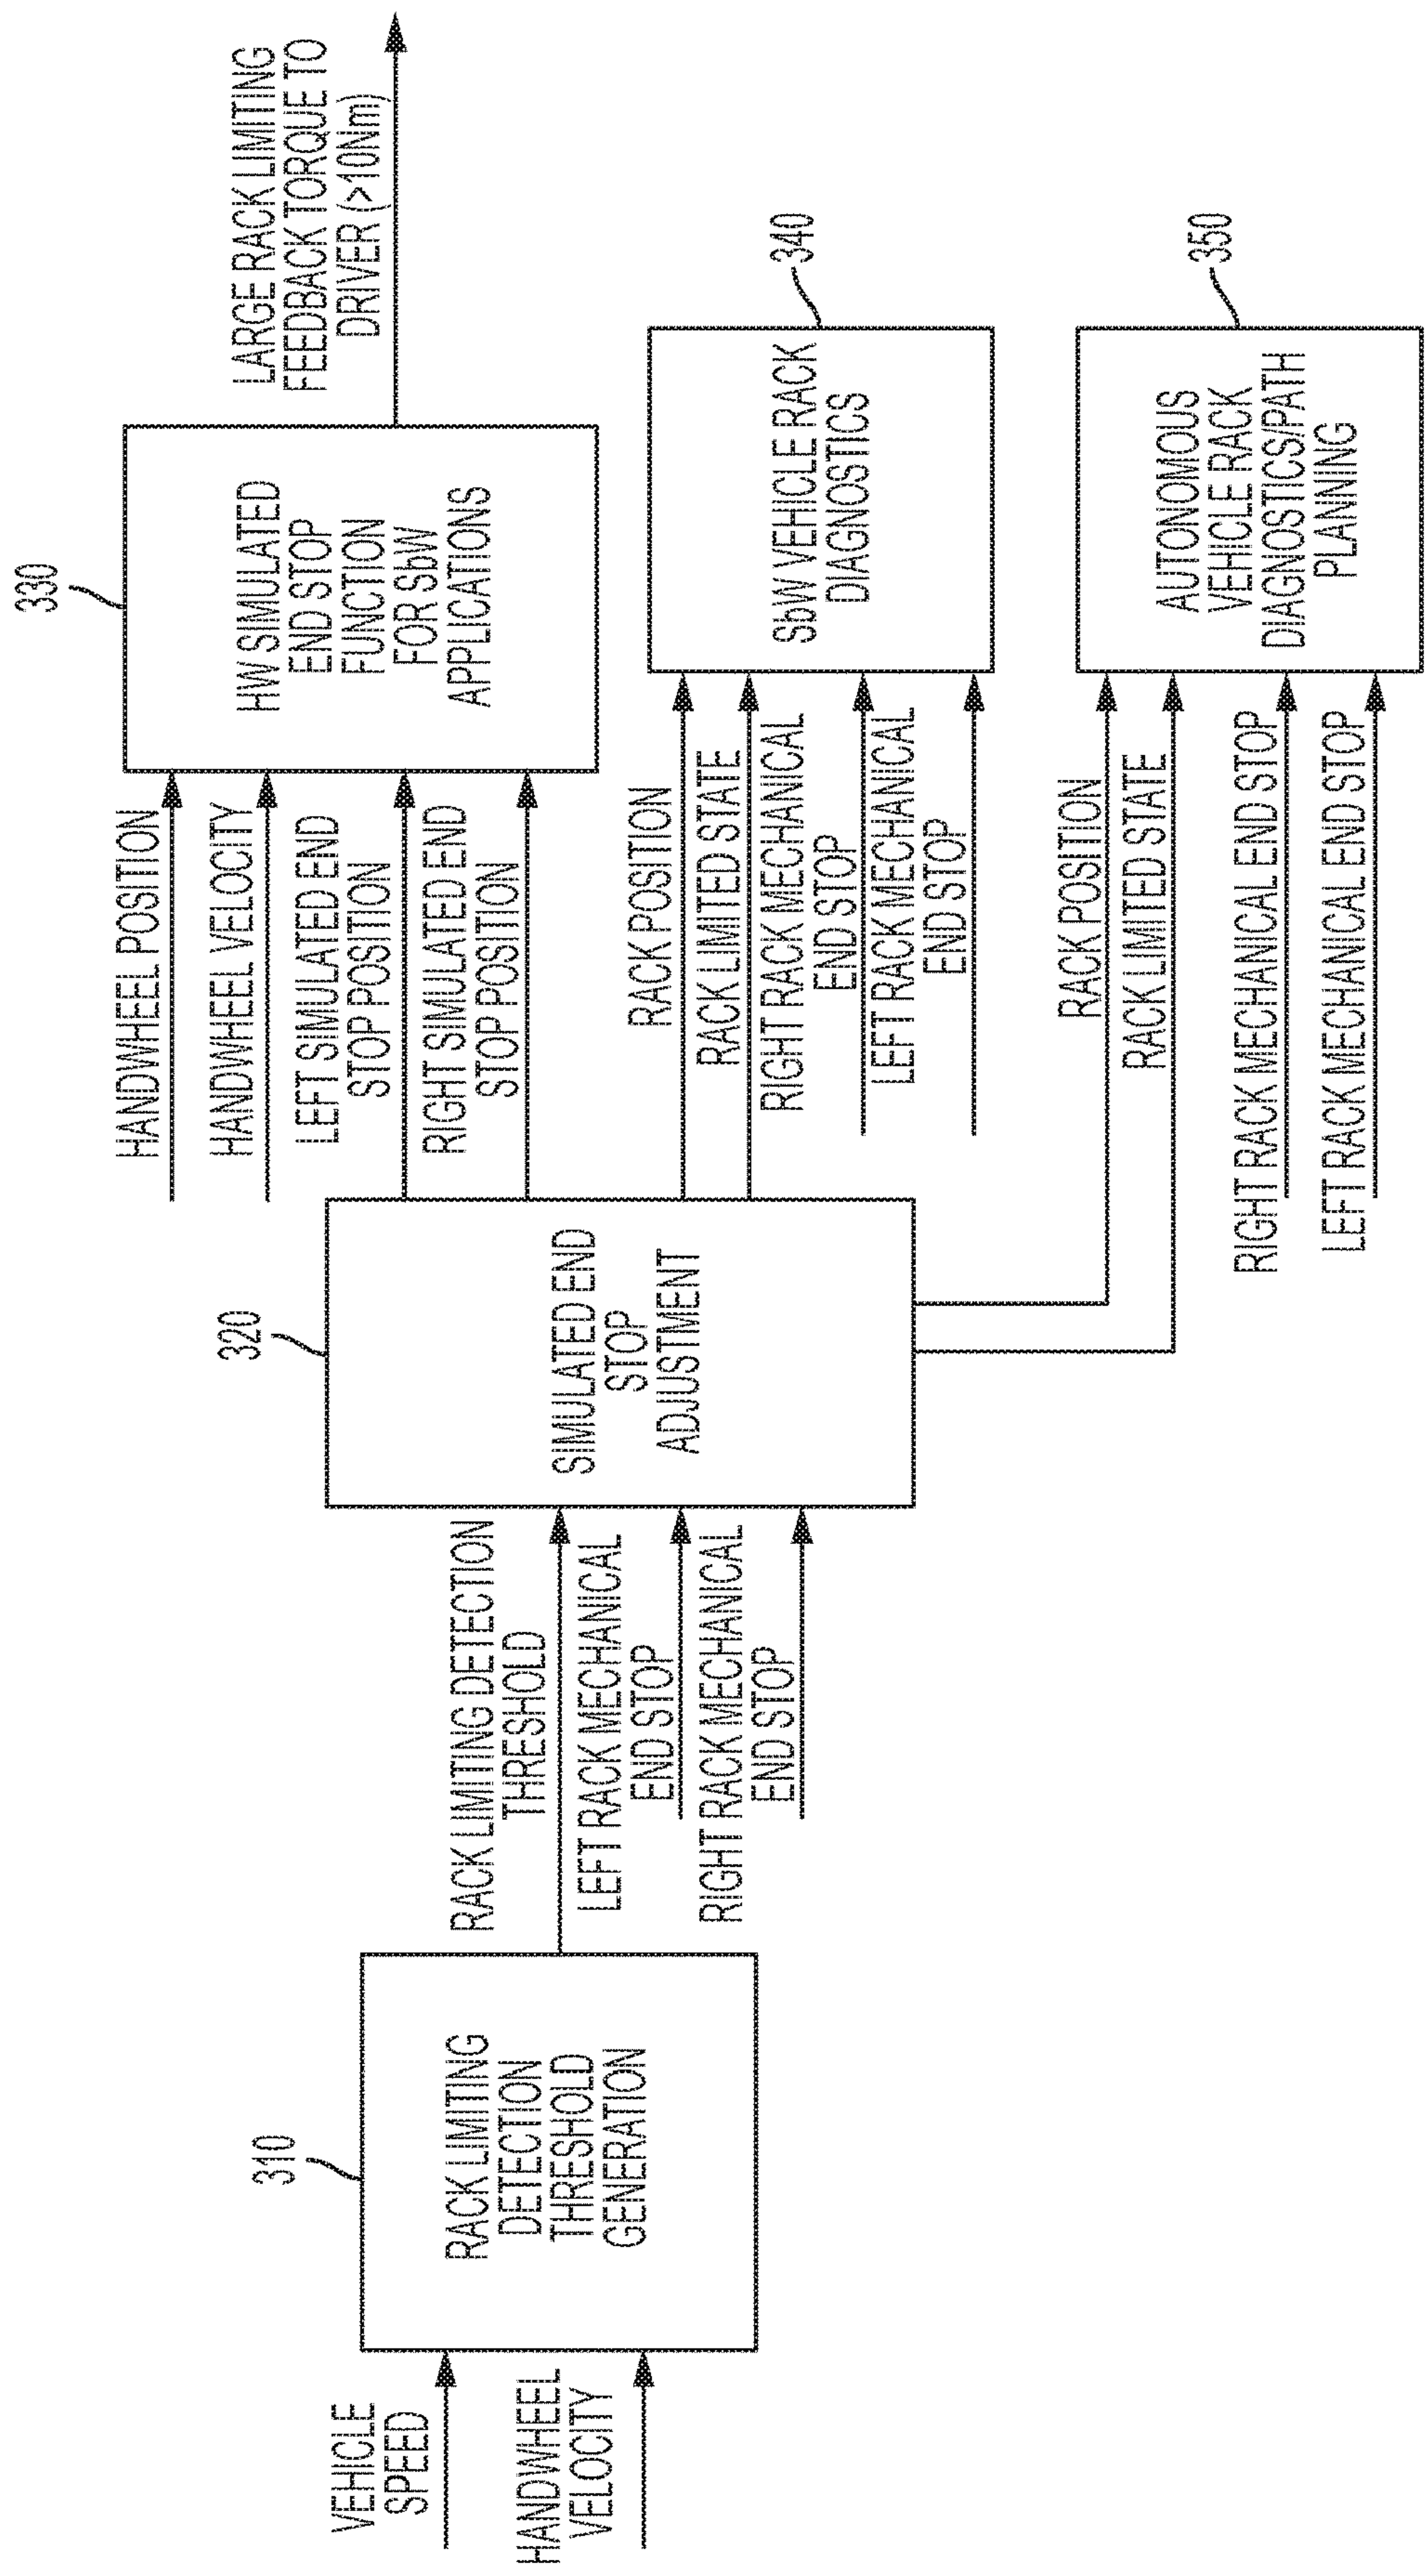 VEHICLE
SPEED
HANDWHEEL
VELOCITY
310
RACK LIMITING
DETECTION
THRESHOLD
GENERATION
RACK LIMITING DETECTION
THRESHOLD
LEFT RACK MECHANICAL
END STOP
RIGHT RACK MECHANICAL
END STOP
320
SIMULATED END
STOP
ADJUSTMENT
HANDWHEEL POSITION
HANDWHEEL VELOCITY
LEFT SIMULATED END
STOP POSITION
RIGHT SIMULATED END
STOP POSITION
330
HW SIMULATED
END STOP
FUNCTION
FOR SbW
APPLICATIONS
LARGE RACK LIMITING
FEEDBACK TORQUE TO
DRIVER (>10Nm)
RACK POSITION
RACK LIMITED STATE
RIGHT RACK MECHANICAL
END STOP
LEFT RACK MECHANICAL
END STOP
340
SbW VEHICLE RACK
DIAGNOSTICS
RACK POSITION
RACK LIMITED STATE
RIGHT RACK MECHANICAL END STOP
LEFT RACK MECHANICAL END STOP
350
AUTONOMOUS
VEHICLE RACK
DIAGNOSTICS/PATH
PLANNING